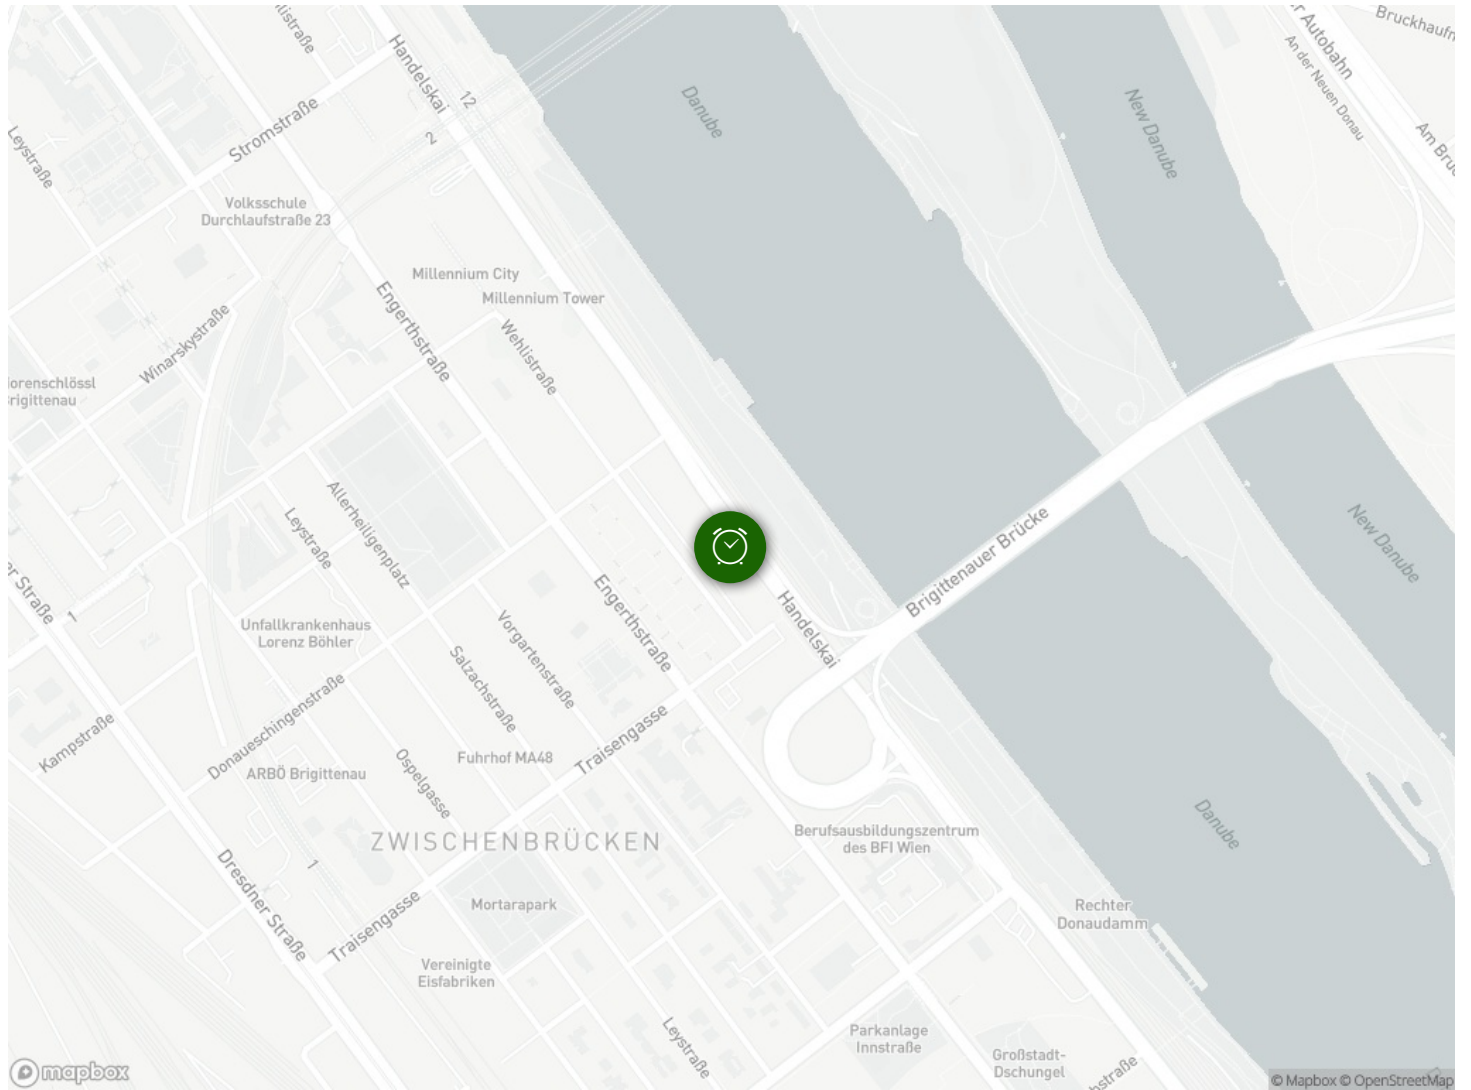 Bruckhaufn
r Autobahn
An der Neuen Donau
Am Bru
listraße
Handelskai
12
2
Danube
New Danube
Leystraße
Stromstraße
Volksschule
Durchlaufstraße 23
Millennium City
Millennium Tower
Engerthstraße
Wehlistraße
Winarskystraße
orenschlössl
rigittenau
Allerheiligenplatz
Leystraße
New Danube
Brigittenauer Brücke
er Straße
1
Unfallkrankenhaus
Lorenz Böhler
Engerthstraße
Handelskai
Vorgartenstraße
Salzachstraße
Donaueschingenstraße
Kampstraße
Traisengasse
Fuhrhof MA48
ARBÖ Brigittenau
Ospelgasse
ZWISCHENBRÜCKEN
Berufsausbildungszentrum
des BFI Wien
Danube
1
Dresdner Straße
Traisengasse
Mortarapark
Rechter
Donaudamm
Vereinigte
Eisfabriken
Leystraße
Parkanlage
Innstraße
Großstadt-
Dschungel
straße
mapbox
© Mapbox © OpenStreetMap